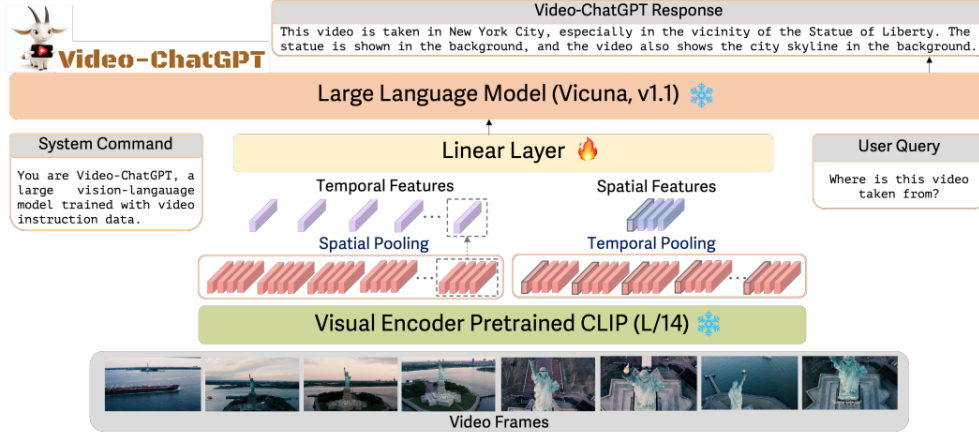 Video-ChatGPT
Video-ChatGPT Response
This video is taken in New York City, especially in the vicinity of the Statue of Liberty. The
statue is shown in the background, and the video also shows the city skyline in the background.
Large Language Model (Vicuna, v1.1)
System Command
You are Video-ChatGPT, a
large vision-langauage
model trained with video
instruction data.
Linear Layer
User Query
Where is this video
taken from?
Temporal Features
Spatial Features
Spatial Pooling
Temporal Pooling
Visual Encoder Pretrained CLIP (L/14)
Video Frames